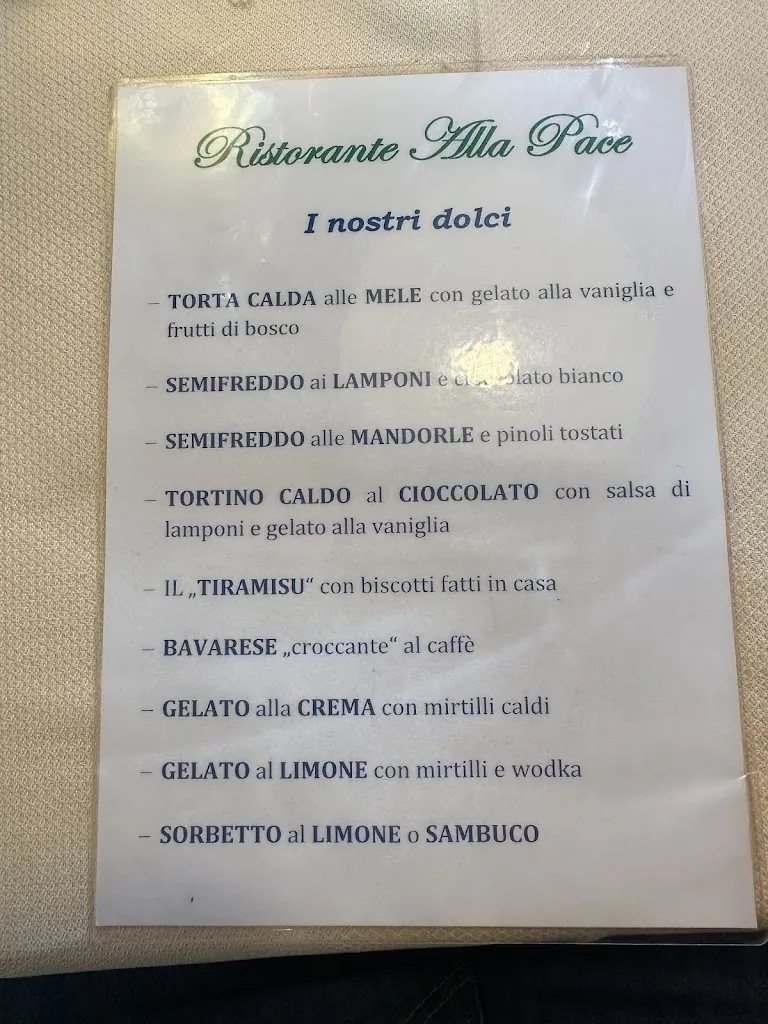 Ristorante Alla Pace
I nostri dolci
– TORTA CALDA alle MELE con gelato alla vaniglia e
frutti di bosco
– SEMIFREDDO ai LAMPONI e cioccolato bianco
– SEMIFREDDO alle MANDORLE e pinoli tostati
– TORTINO CALDO al CIOCCOLATO con salsa di
lamponi e gelato alla vaniglia
– IL „TIRAMISU“ con biscotti fatti in casa
– BAVARESE „croccante“ al caffè
– GELATO alla CREMA con mirtilli caldi
– GELATO al LIMONE con mirtilli e wodka
– SORBETTO al LIMONE o SAMBUCO